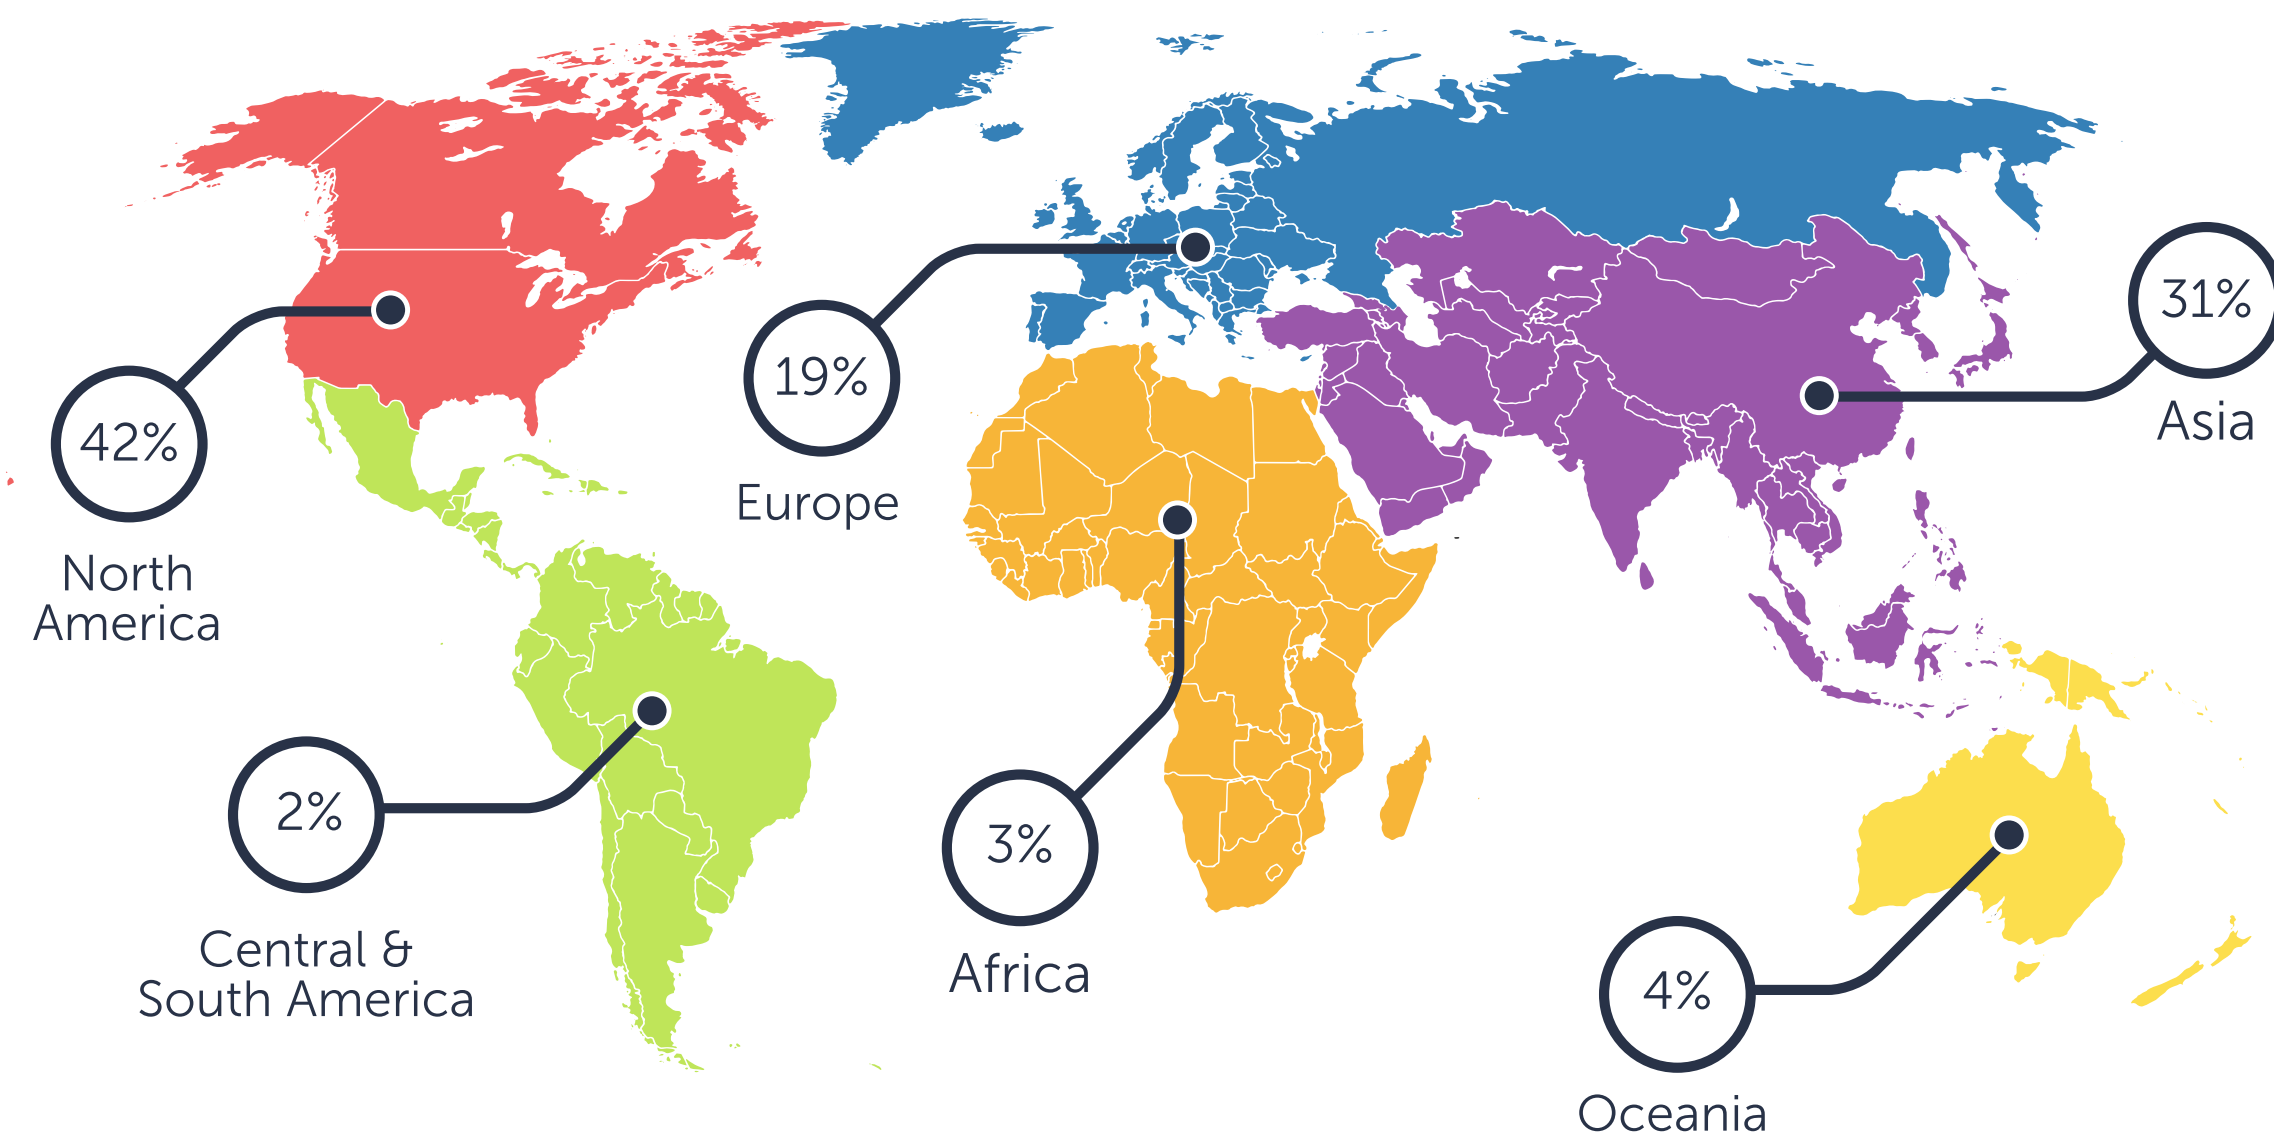 42%
North
America
19%
Europe
31%
Asia
2%
Central &
South America
3%
Africa
4%
Oceania